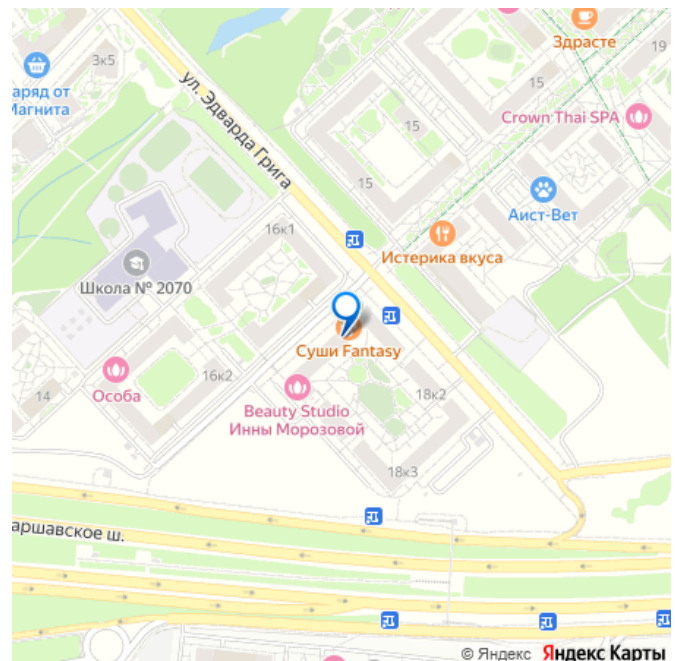 Здрасте
3к5
19
аряд от
Магнита
15
ул. Эдварда Грига
15
Crown Thai SPA
15
Аист-Вет
16к1
Истерика вкуса
Школа № 2070
Суши Fantasy
16к2
Особа
14
18к2
Beauty Studio
Инны Морозовой
18к3
аршавское ш.
© Яндекс Яндекс Карты